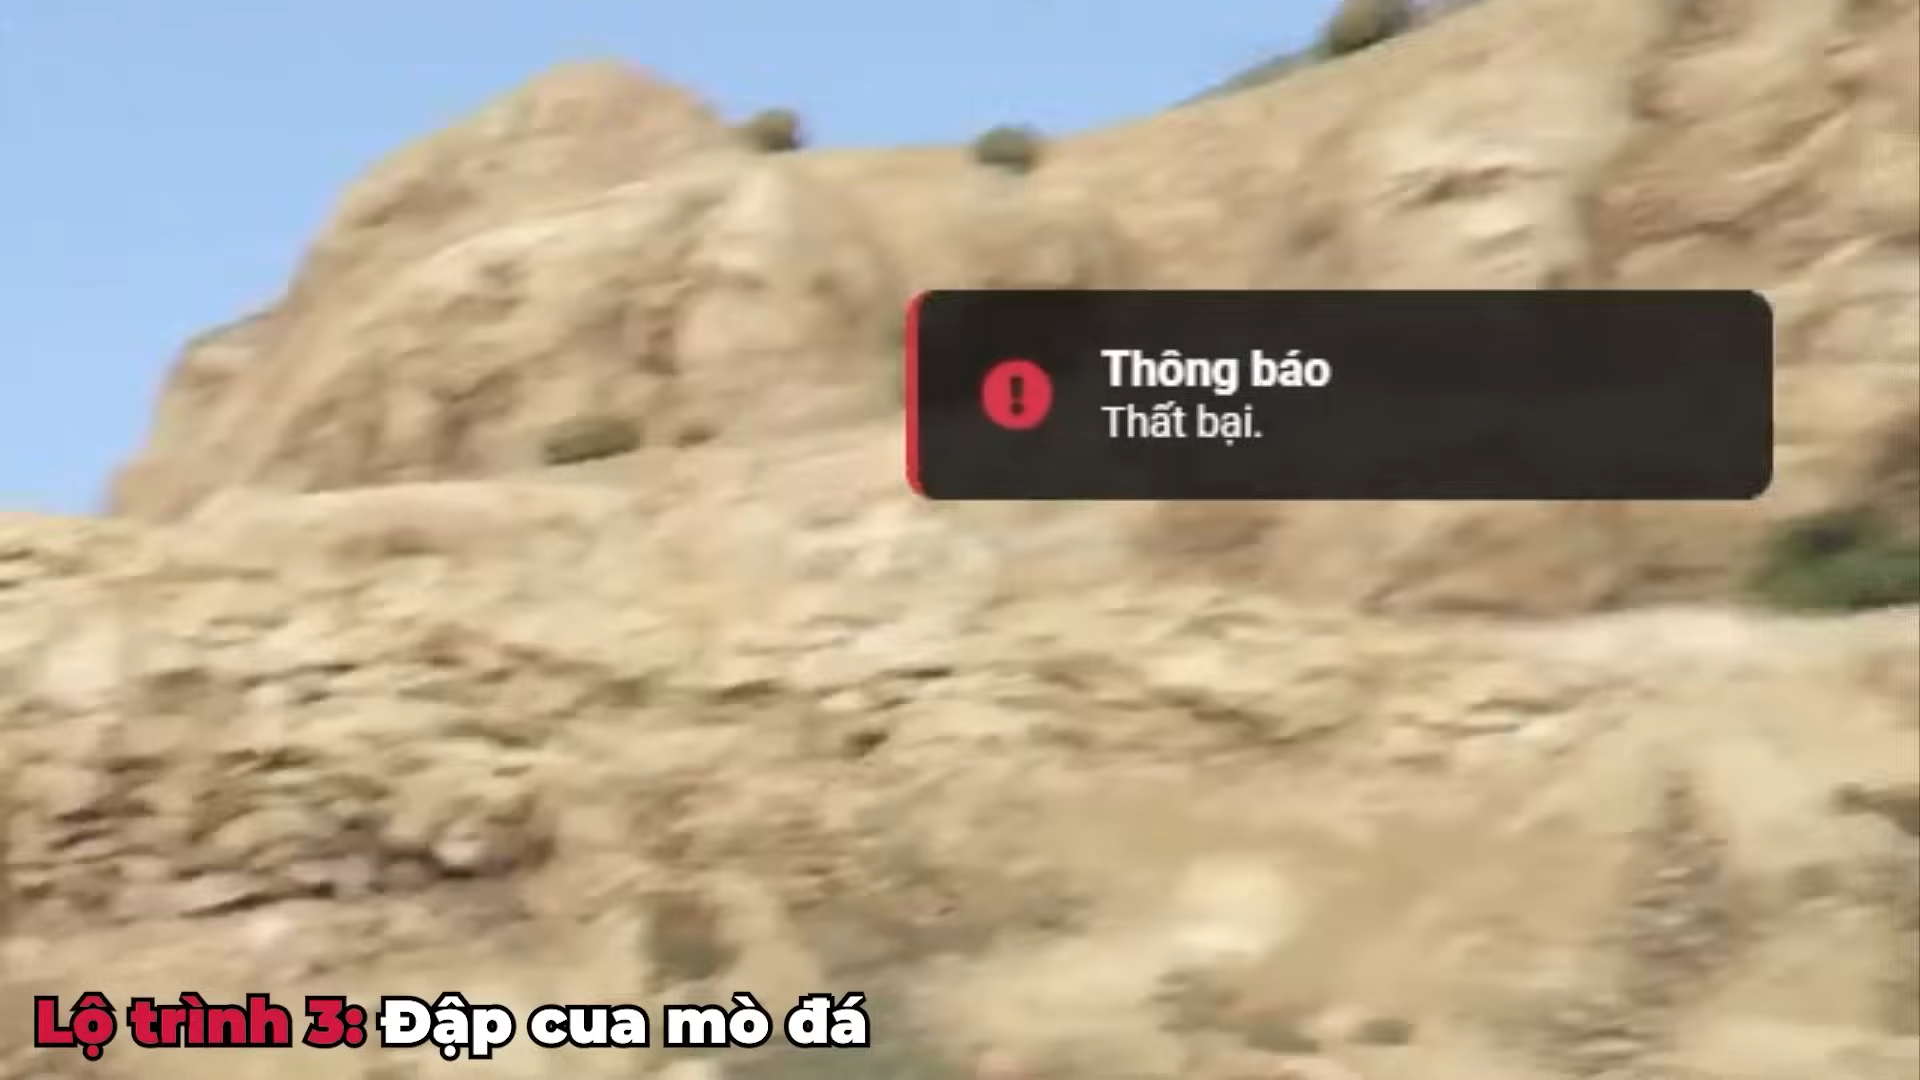 Thông báo
Thất bại.
Lộ trình 3: Đập cua mò đá